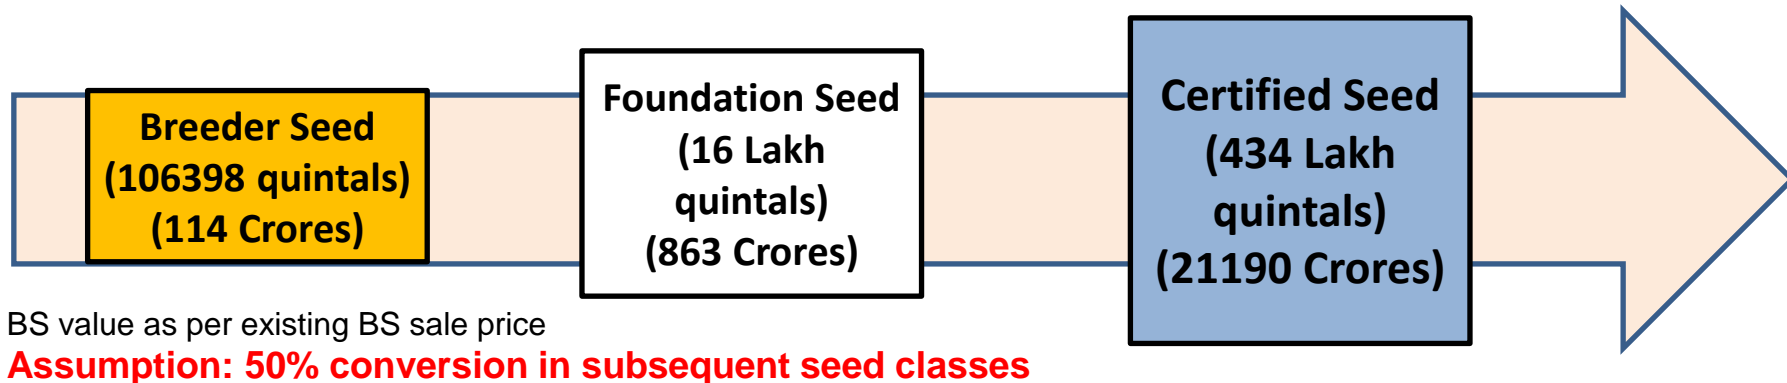 Breeder Seed
(106398 quintals)
(114 Crores)
Foundation Seed
(16 Lakh
quintals)
(863 Crores)
Certified Seed
(434 Lakh
quintals)
(21190 Crores)
BS value as per existing BS sale price
Assumption: 50% conversion in subsequent seed classes